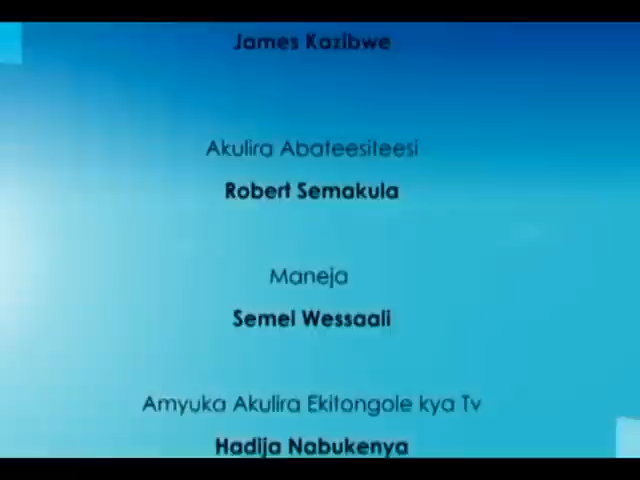 James Kazibwe
Akulira Abateesiteesi
Robert Semakula
Maneja
Semei Wessaali
Amyuka Akulira Ekitongole kya Tv
Hadija Nabukenya